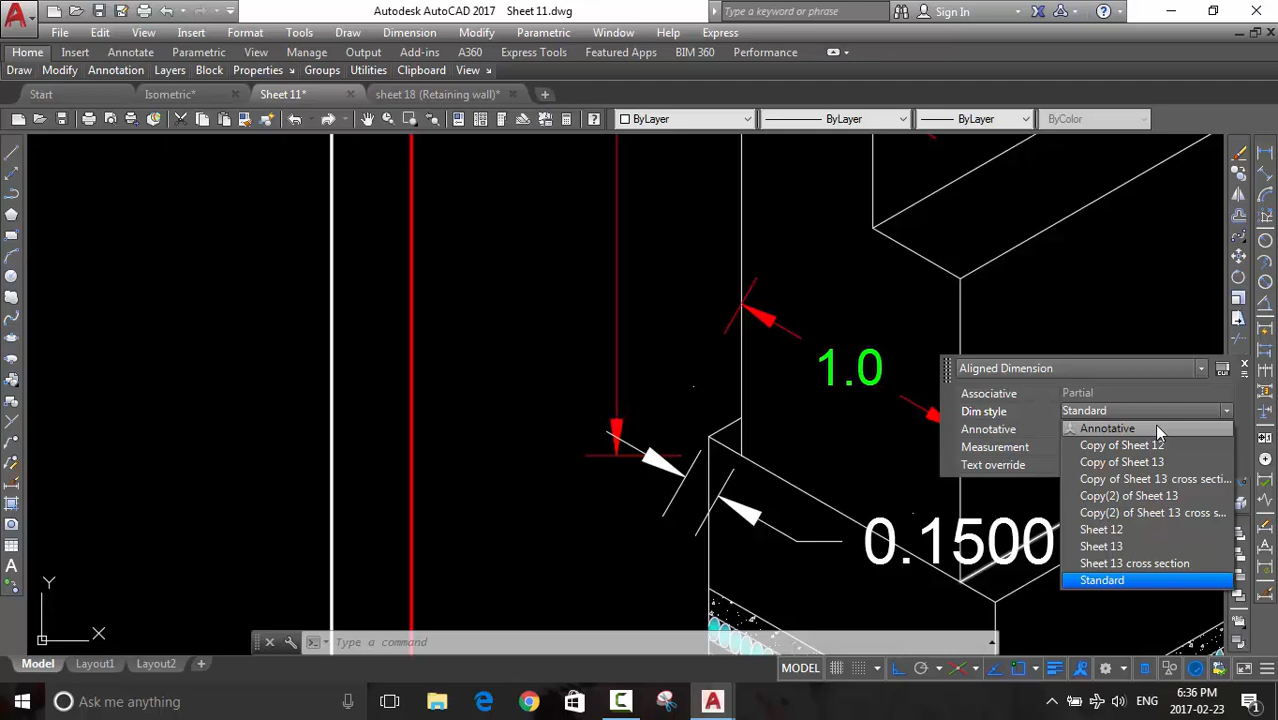 Autodesk AutoCAD 2017 Sheet 11.dwg
Type a keyword or phrase
Sign In
File Edit View Insert Format Tools Draw Dimension Modify Parametric Window Help Express
Home Insert Annotate Parametric View Manage Output Add-ins A360 Express Tools Featured Apps BIM 360 Performance
Draw Modify Annotation Layers Block Properties Groups Utilities Clipboard View
Start Isometric* Sheet 11* sheet 18 (Retaining wall)*
ByLayer ByLayer ByLayer ByColor
1.0
Aligned Dimension
Associative Partial
Dim style Standard
Annotative Annotative
Copy of Sheet 12
Measurement
Copy of Sheet 13
Text override
Copy of Sheet 13 cross secti...
Copy(2) of Sheet 13
Copy(2) of Sheet 13 cross s...
Sheet 12
Sheet 13
Sheet 13 cross section
Standard
0.1500
Y
X
Type a command
Model Layout1 Layout2
MODEL
Ask me anything
ENG
6:36 PM
2017-02-23